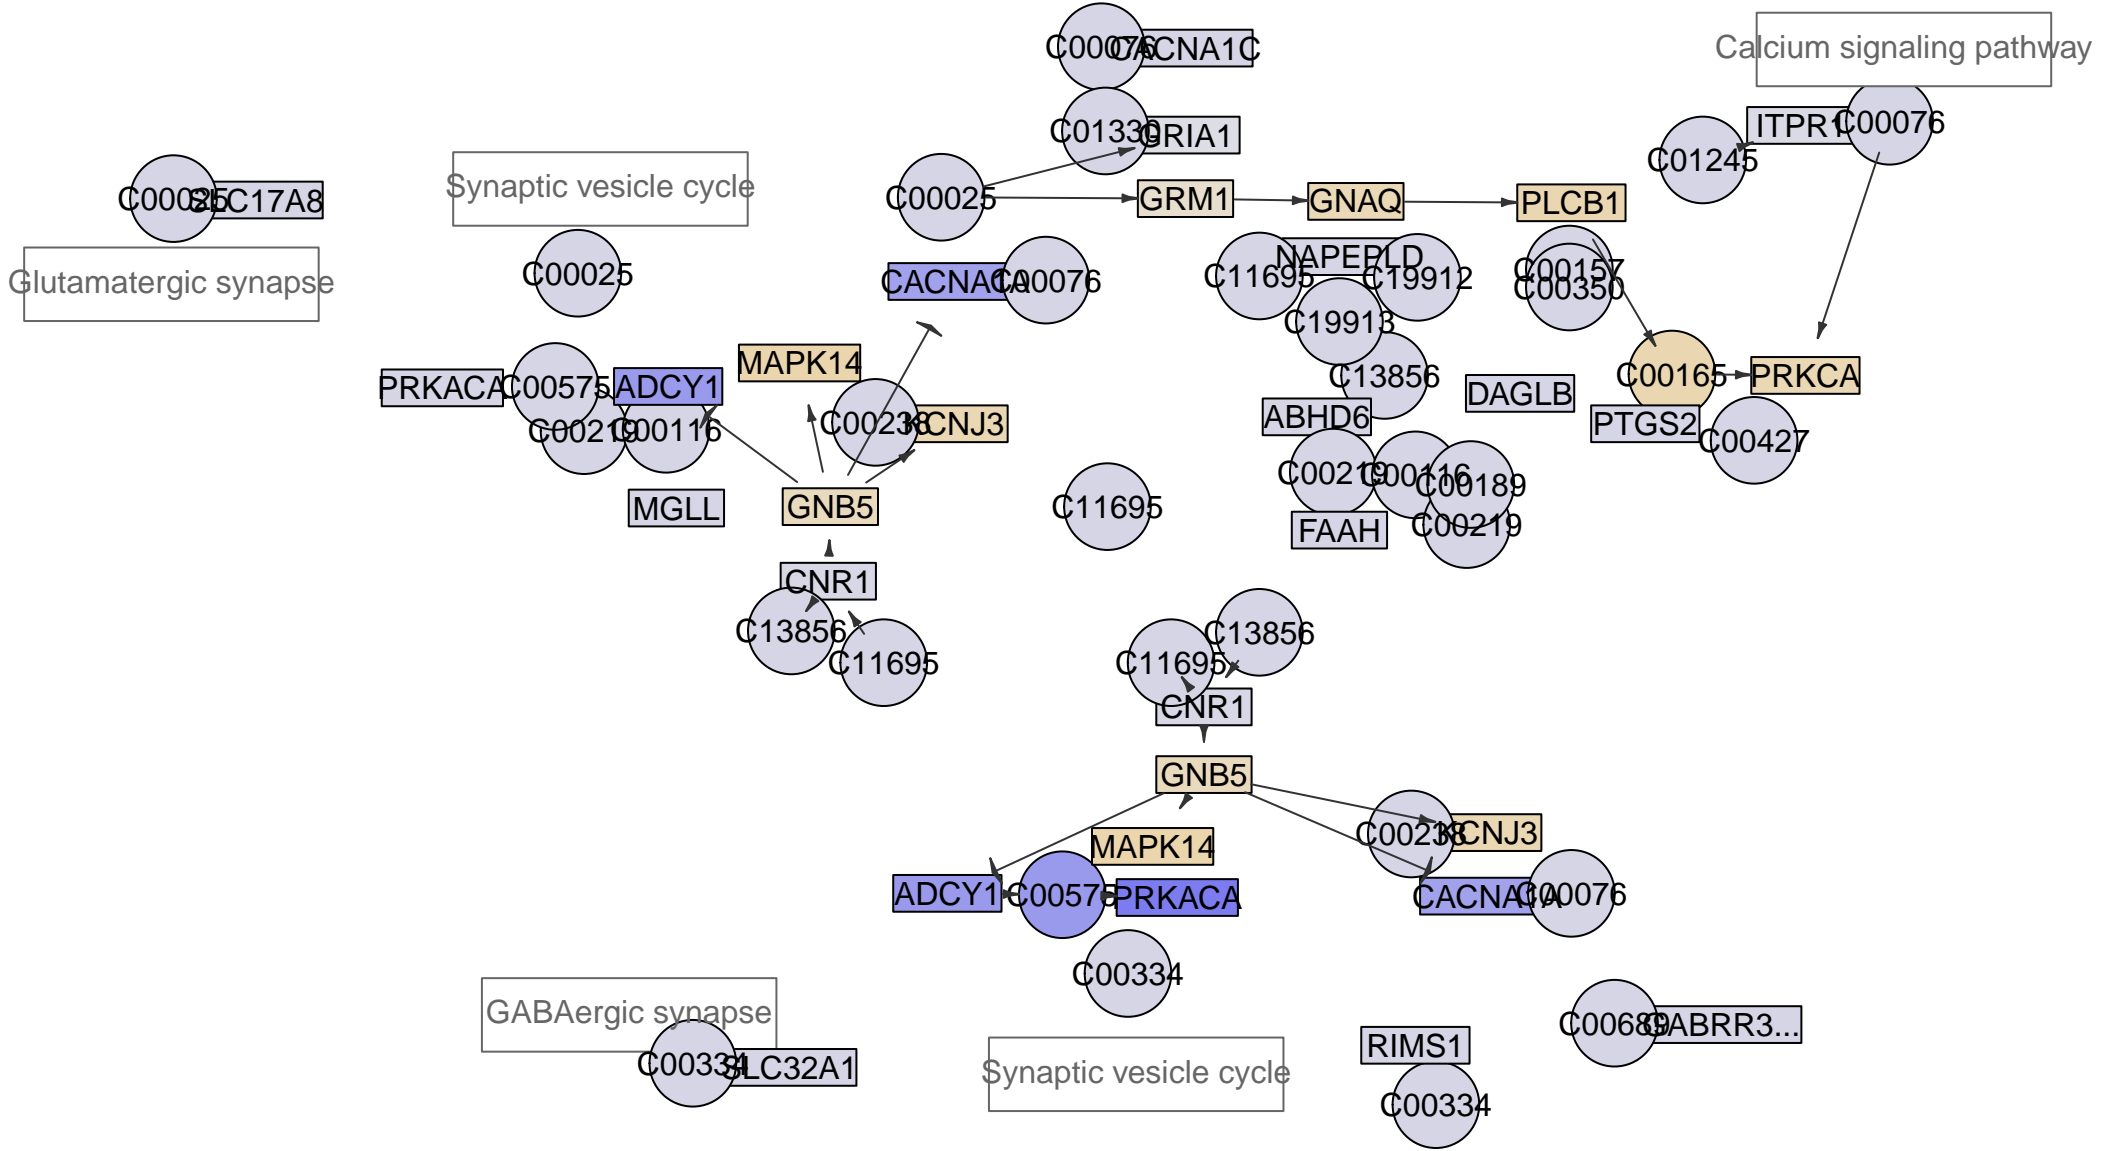 C00076
CACNA1C
Calcium signaling pathway
C01330
GRIA1
ITPR1
C00076
C01245
C00025
SLC17A8
Synaptic vesicle cycle
C00025
GRM1
GNAQ
PLCB1
Glutamatergic synapse
C00025
CACNA1A
C00076
C11695
NAPEPLD
C19912
C00157
C00350
C19913
PRKACA
C00575
ADCY1
MAPK14
C13856
DAGLB
C00165
PRKCA
C00219
C00116
C00238
KCNJ3
ABHD6
PTGS2
C00427
MGLL
GNB5
C11695
C00219
C00116
C00189
FAAH
C00219
CNR1
C13856
C11695
C11695
C13856
CNR1
GNB5
MAPK14
C00238
KCNJ3
ADCY1
C00575
PRKACA
CACNA1A
C00076
C00334
GABAergic synapse
C00334
SLC32A1
Synaptic vesicle cycle
RIMS1
C00334
C00689
GABRR3...